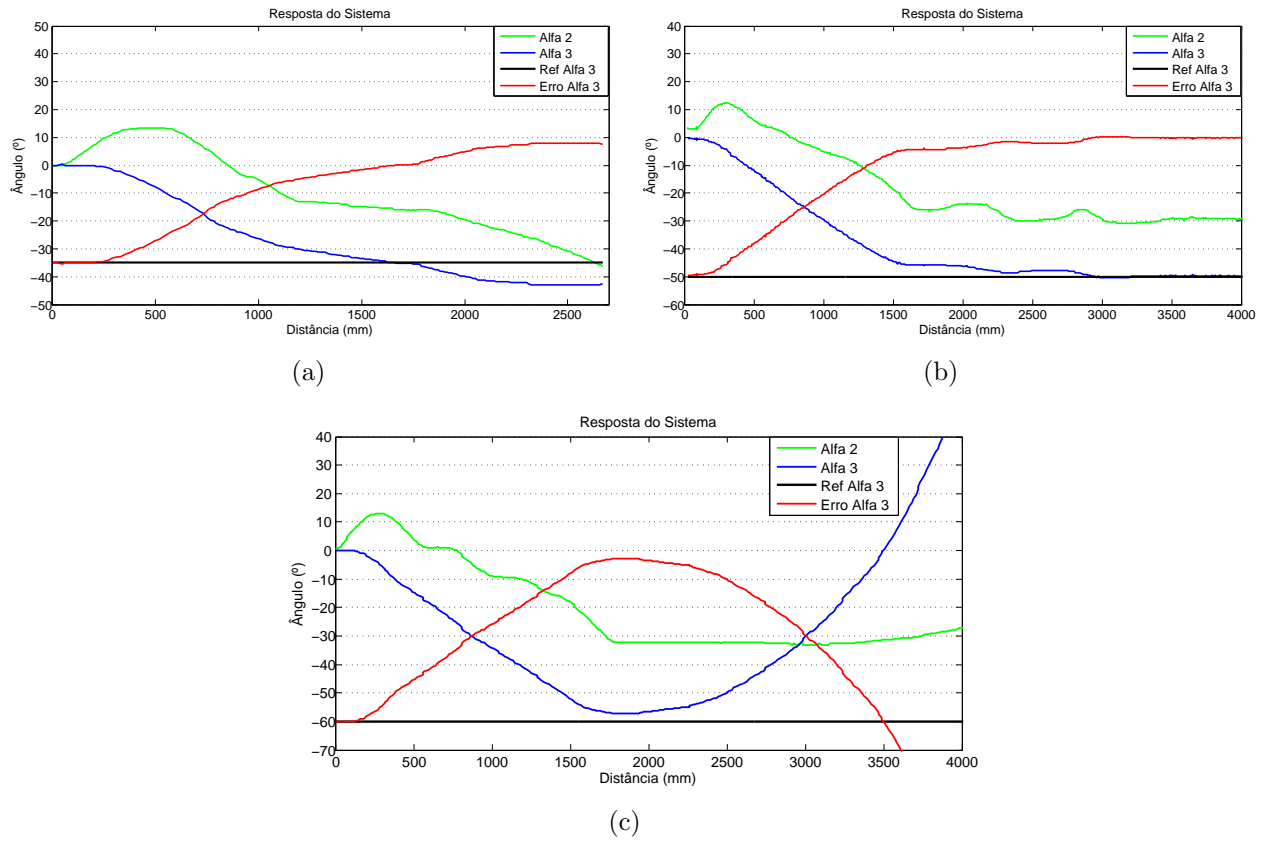 Resposta do Sistema
50
40
30
20
10
0
−10
−20
−30
−40
−50
Ângulo (º)
0
500
1000
1500
2000
2500
Distância (mm)
Alfa 2
Alfa 3
Ref Alfa 3
Erro Alfa 3
(a)
Resposta do Sistema
40
30
20
10
0
−10
−20
−30
−40
−50
−60
Ângulo (º)
0
500
1000
1500
2000
2500
3000
3500
4000
Distância (mm)
Alfa 2
Alfa 3
Ref Alfa 3
Erro Alfa 3
(b)
Resposta do Sistema
40
30
20
10
0
−10
−20
−30
−40
−50
−60
−70
Ângulo (º)
0
500
1000
1500
2000
2500
3000
3500
4000
Distância (mm)
Alfa 2
Alfa 3
Ref Alfa 3
Erro Alfa 3
(c)